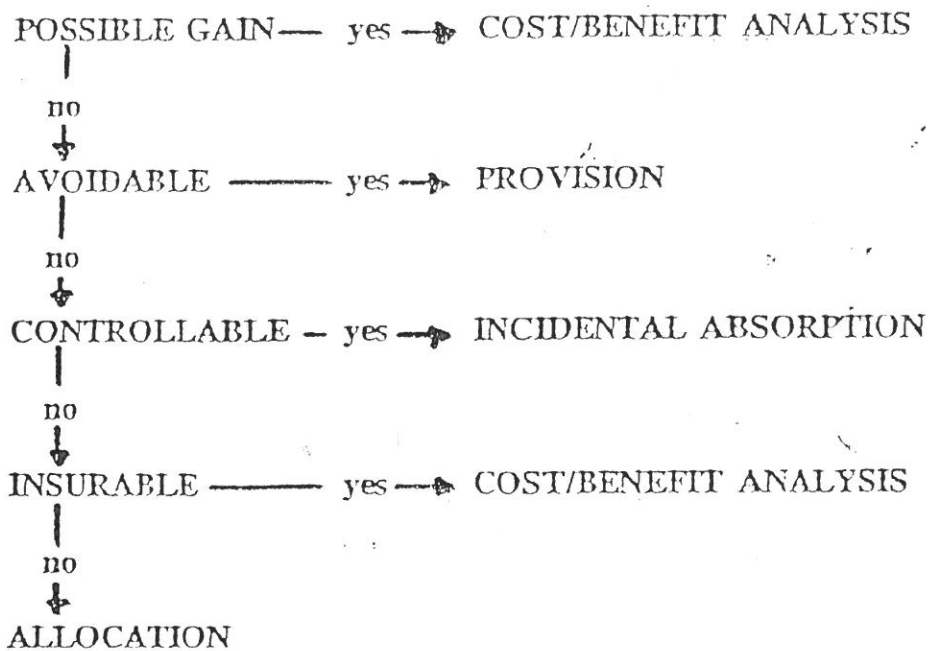 POSSIBLE GAIN yes COST/BENEFIT ANALYSIS
no
AVOIDABLE yes PROVISION
no
CONTROLLABLE yes INCIDENTAL ABSORPTION
no
INSURABLE yes COST/BENEFIT ANALYSIS
no
ALLOCATION